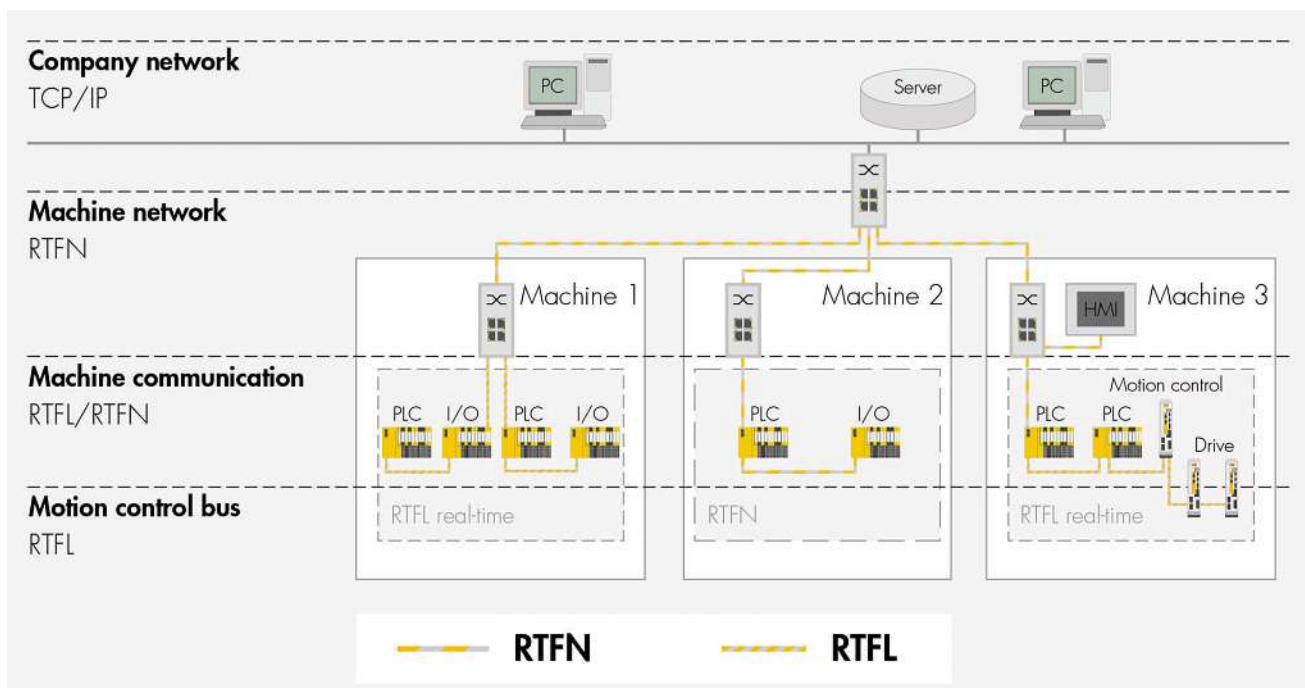 Company network
TCP/IP
PC
Server
PC
Machine network
RTFN
Machine 1
Machine 2
Machine 3
HMI
Machine communication
RTFL/RTFN
PLC I/O PLC I/O
PLC I/O
Motion control
PLC PLC
Drive
Motion control bus
RTFL
RTFL real-time
RTFN
RTFL real-time
RTFN
RTFL